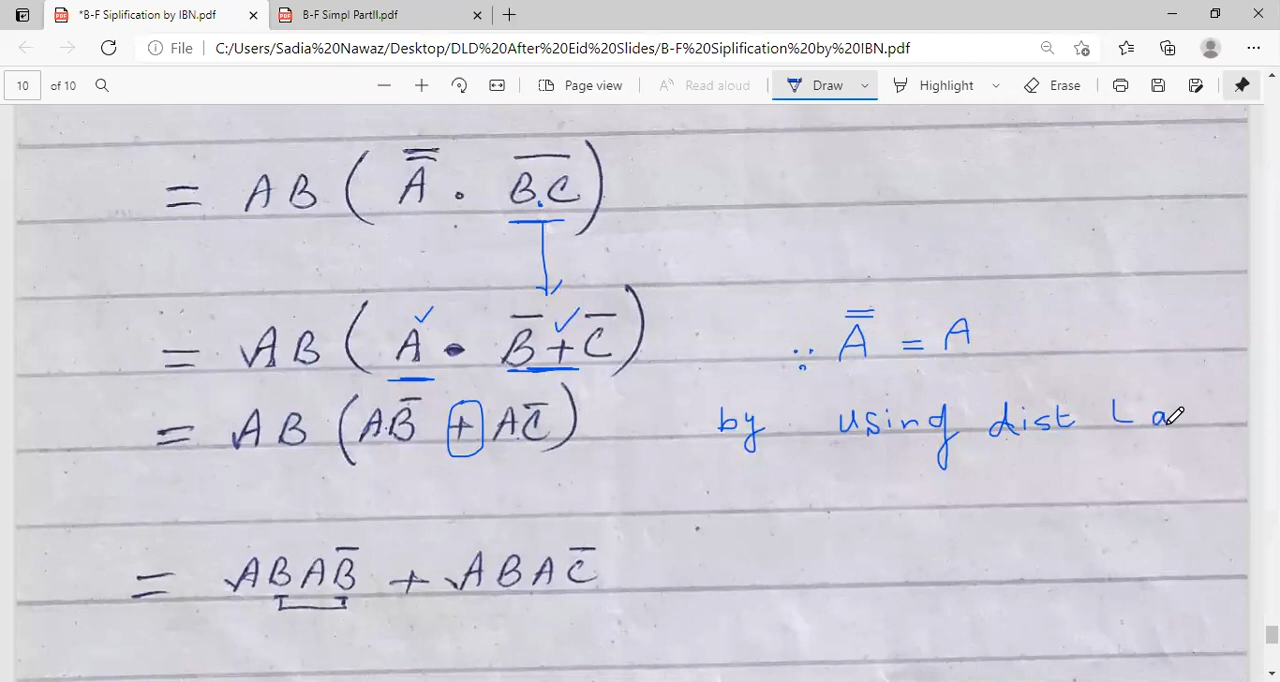 *B-F Siplification by IBN.pdf
B-F Simpl PartII.pdf
File | C:/Users/Sadia%20Nawaz/Desktop/DLD%20After%20Eid%20Slides/B-F%20Siplification%20by%20IBN.pdf
10 of 10 Page view Read aloud Draw Highlight Erase
= AB ( A̿ · \overline{B.C} )
= AB ( A · B̅ + C̅ ) ∵ A̿ = A
= AB ( AB̅ + AC̅ ) by using dist La
= ABAB̅ + ABAC̅